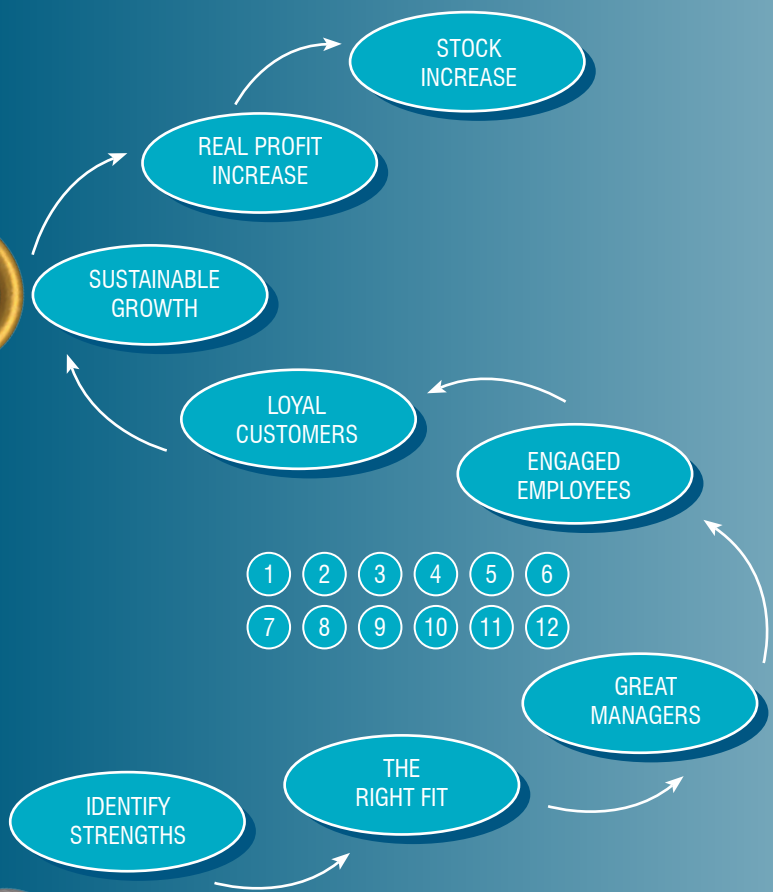 STOCK
INCREASE
REAL PROFIT
INCREASE
SUSTAINABLE
GROWTH
LOYAL
CUSTOMERS
ENGAGED
EMPLOYEES
1 2 3 4 5 6
7 8 9 10 11 12
GREAT
MANAGERS
THE
RIGHT FIT
IDENTIFY
STRENGTHS